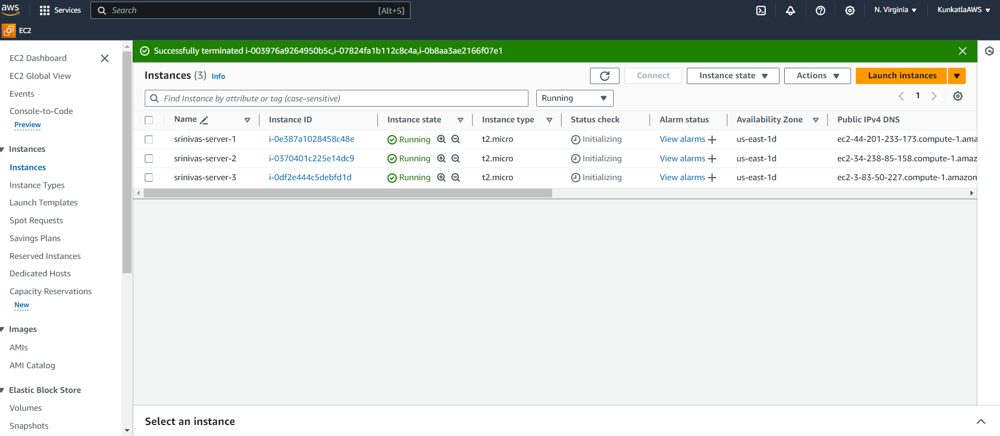 aws Services Search [Alt+S] N. Virginia KunkatlaAWS
EC2
EC2 Dashboard
EC2 Global View
Events
Console-to-Code
Preview
Instances
Instances
Instance Types
Launch Templates
Spot Requests
Savings Plans
Reserved Instances
Dedicated Hosts
Capacity Reservations
New
Images
AMIs
AMI Catalog
Elastic Block Store
Volumes
Snapshots
Successfully terminated i-003976a9264950b5c,i-07824fa1b112c8c4a,i-0b8aa3ae2166f07e1
Instances (3) Info Connect Instance state Actions Launch instances
Find Instance by attribute or tag (case-sensitive) Running 1
Name Instance ID Instance state Instance type Status check Alarm status Availability Zone Public IPv4 DNS
srinivas-server-1 i-0e387a1028458c48e Running t2.micro Initializing View alarms + us-east-1d ec2-44-201-233-173.compute-1.ama
srinivas-server-2 i-0370401c225e14dc9 Running t2.micro Initializing View alarms + us-east-1d ec2-34-238-85-158.compute-1.amaz
srinivas-server-3 i-0df2e444c5debfd1d Running t2.micro Initializing View alarms + us-east-1d ec2-3-83-50-227.compute-1.amazon
Select an instance